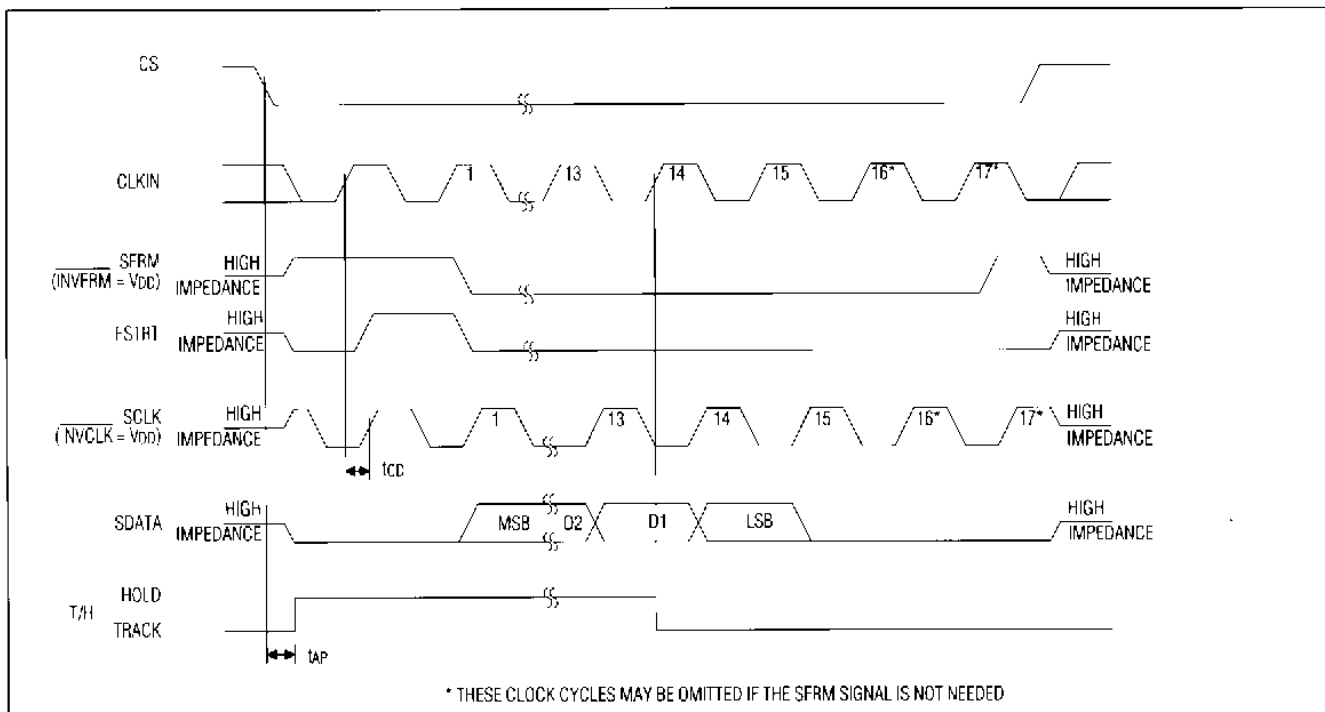 CS
CLKIN
1 13 14 15 16* 17*
SFRM
(INVFRM = VDD)
HIGH
IMPEDANCE
HIGH
IMPEDANCE
FSTRT
HIGH
IMPEDANCE
HIGH
IMPEDANCE
SCLK
(INVCLK = VDD)
HIGH
IMPEDANCE
1 13 14 15 16* 17*
HIGH
IMPEDANCE
tCD
SDATA
HIGH
IMPEDANCE
MSB D2 D1 LSB
HIGH
IMPEDANCE
T/H
HOLD
TRACK
tAP
* THESE CLOCK CYCLES MAY BE OMITTED IF THE SFRM SIGNAL IS NOT NEEDED